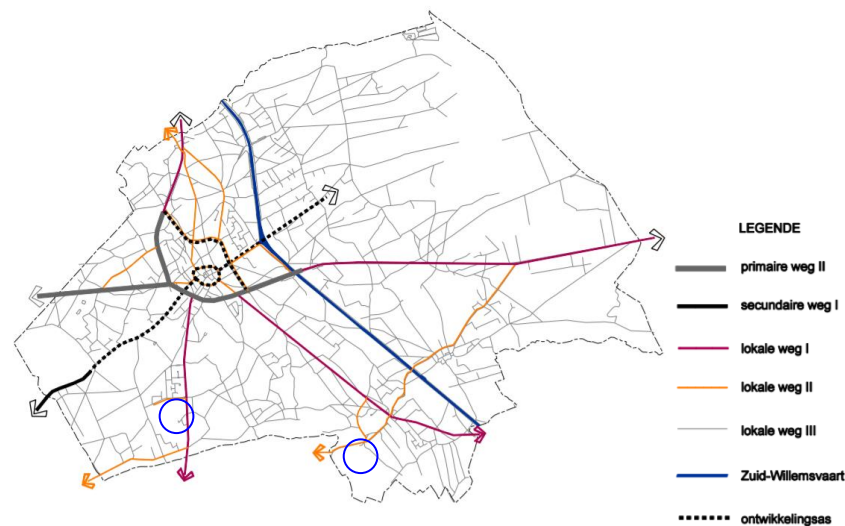 LEGENDE
primaire weg II
secundaire weg I
lokale weg I
lokale weg II
lokale weg III
Zuid-Willemsvaart
ontwikkelingsas